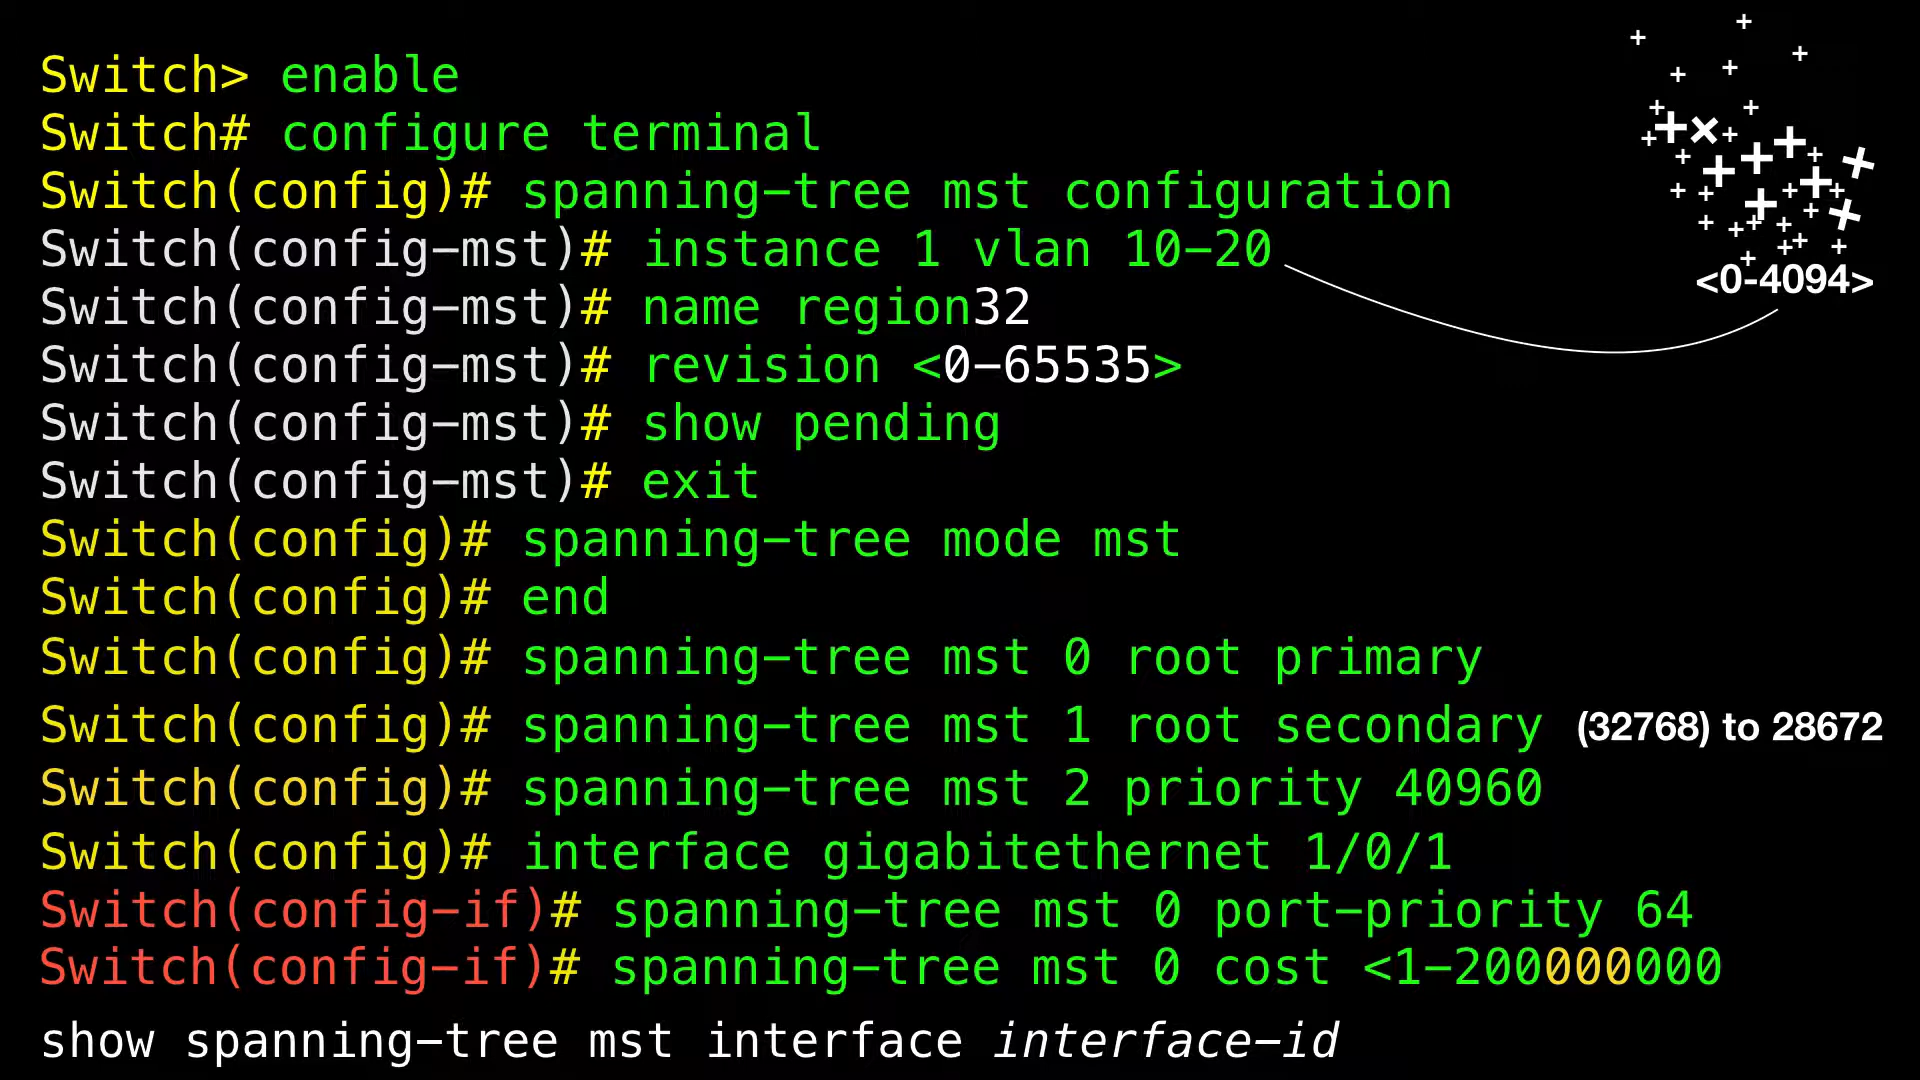 Switch> enable
Switch# configure terminal
Switch(config)# spanning-tree mst configuration
Switch(config-mst)# instance 1 vlan 10-20
<0-4094>
Switch(config-mst)# name region32
Switch(config-mst)# revision <0-65535>
Switch(config-mst)# show pending
Switch(config-mst)# exit
Switch(config)# spanning-tree mode mst
Switch(config)# end
Switch(config)# spanning-tree mst 0 root primary
Switch(config)# spanning-tree mst 1 root secondary (32768) to 28672
Switch(config)# spanning-tree mst 2 priority 40960
Switch(config)# interface gigabitethernet 1/0/1
Switch(config-if)# spanning-tree mst 0 port-priority 64
Switch(config-if)# spanning-tree mst 0 cost <1-200000000
show spanning-tree mst interface interface-id